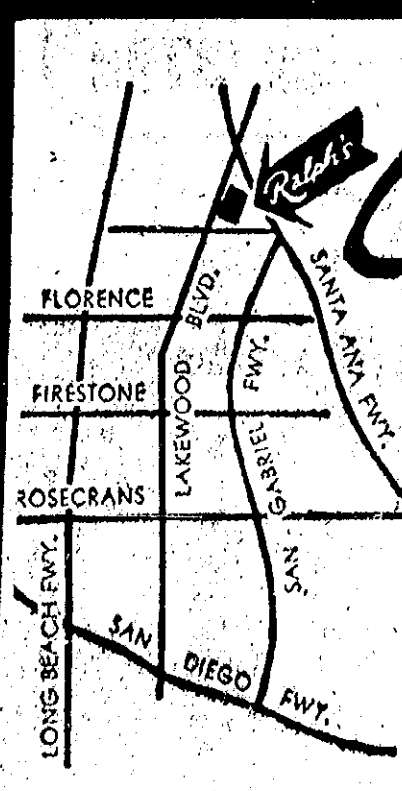 Ralph's
SANTA ANA FWY.
FLORENCE
LAKEWOOD BLVD.
FIRESTONE
SAN GABRIEL FWY.
ROSECRANS
LONG BEACH FWY.
SAN DIEGO FWY.